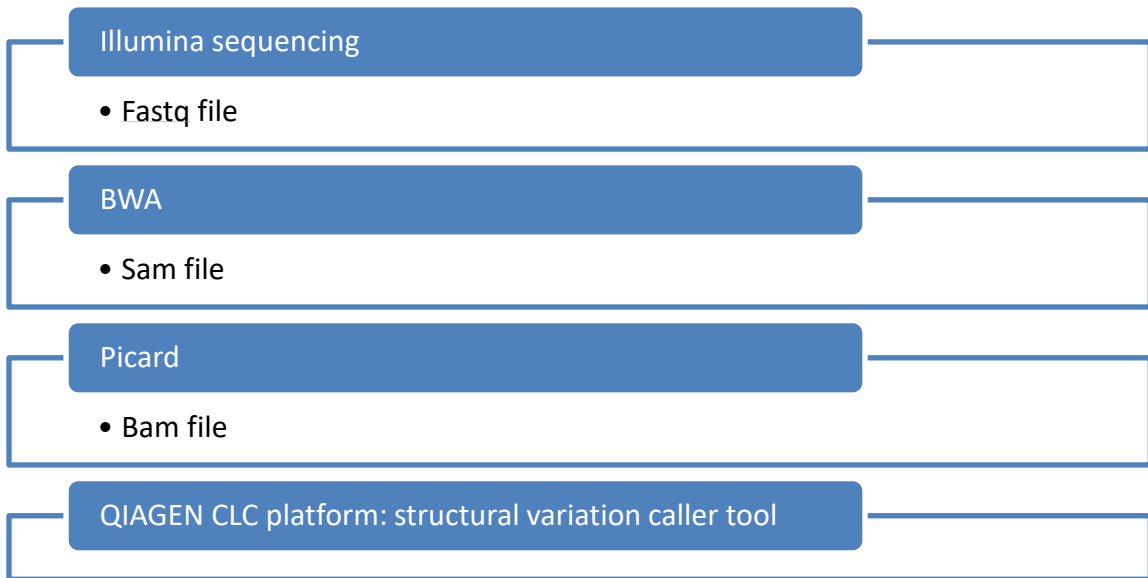 Illumina sequencing
• Fastq file
BWA
• Sam file
Picard
• Bam file
QIAGEN CLC platform: structural variation caller tool